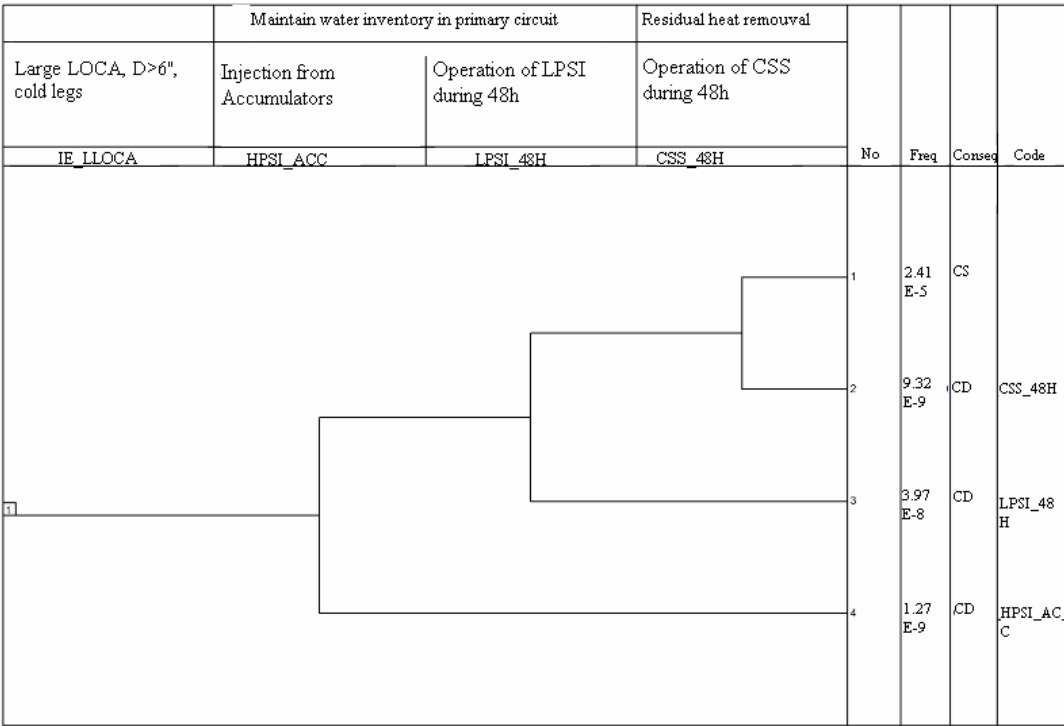 Maintain water inventory in primary circuit
Residual heat remouval
Large LOCA, D>6",
cold legs
Injection from
Accumulators
Operation of LPSI
during 48h
Operation of CSS
during 48h
IE_LLOCA
HPSI_ACC
LPSI_48H
CSS_48H
No
Freq
Conseq
Code
1
2.41
E-5
CS
2
9.32
E-9
CD
CSS_48H
1
3
3.97
E-8
CD
LPSI_48
H
4
1.27
E-9
CD
HPSI_AC
C